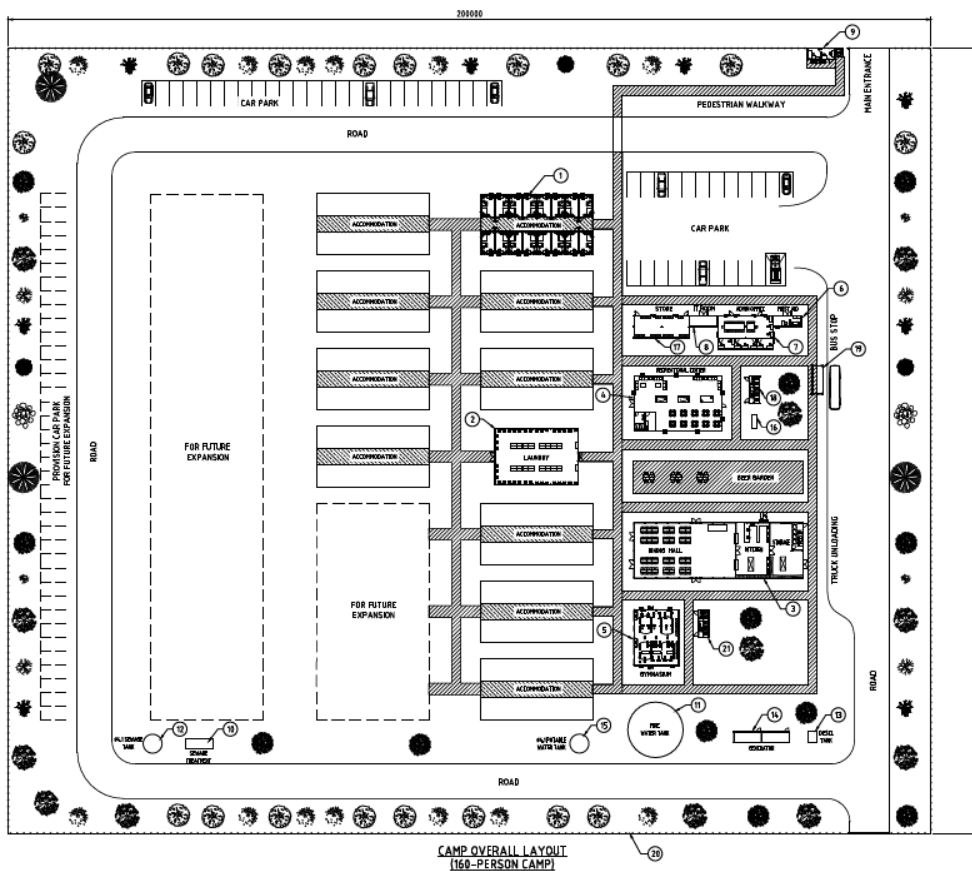 200000
9
MAIN ENTRANCE
CAR PARK
PEDESTRIAN WALKWAY
ROAD
1
ACCOMMODATION
ACCOMMODATION
CAR PARK
6
ACCOMMODATION
ACCOMMODATION
STORE
IT ROOM
ADMIN OFFICE
FIRST AID
17
8
7
BUS STOP
19
ACCOMMODATION
ACCOMMODATION
RECREATIONAL CENTER
4
18
16
PROVISION CAR PARK
FOR FUTURE EXPANSION
ROAD
FOR FUTURE
EXPANSION
2
ACCOMMODATION
LAUNDRY
BEER GARDEN
ACCOMMODATION
DINING HALL
KITCHEN
STORAGE
TRUCK UNLOADING
3
FOR FUTURE
EXPANSION
ACCOMMODATION
5
21
GYMNASIUM
ACCOMMODATION
ROAD
12
10
15
11
14
13
SEWAGE
TANK
SEWAGE
TREATMENT
POTABLE
WATER TANK
FIRE
WATER TANK
GENERATOR
DIESEL
TANK
ROAD
20
CAMP OVERALL LAYOUT
(160-PERSON CAMP)